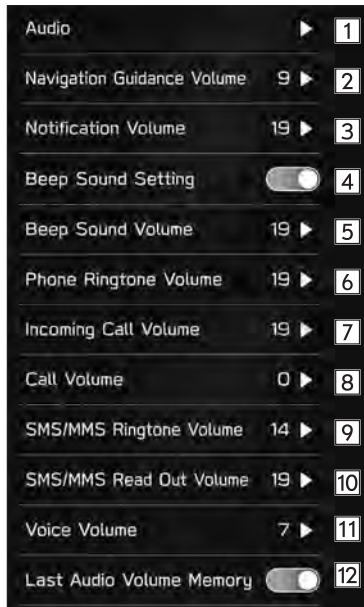 Audio 1
Navigation Guidance Volume 9 2
Notification Volume 19 3
Beep Sound Setting 4
Beep Sound Volume 19 5
Phone Ringtone Volume 19 6
Incoming Call Volume 19 7
Call Volume 0 8
SMS/MMS Ringtone Volume 14 9
SMS/MMS Read Out Volume 19 10
Voice Volume 7 11
Last Audio Volume Memory 12